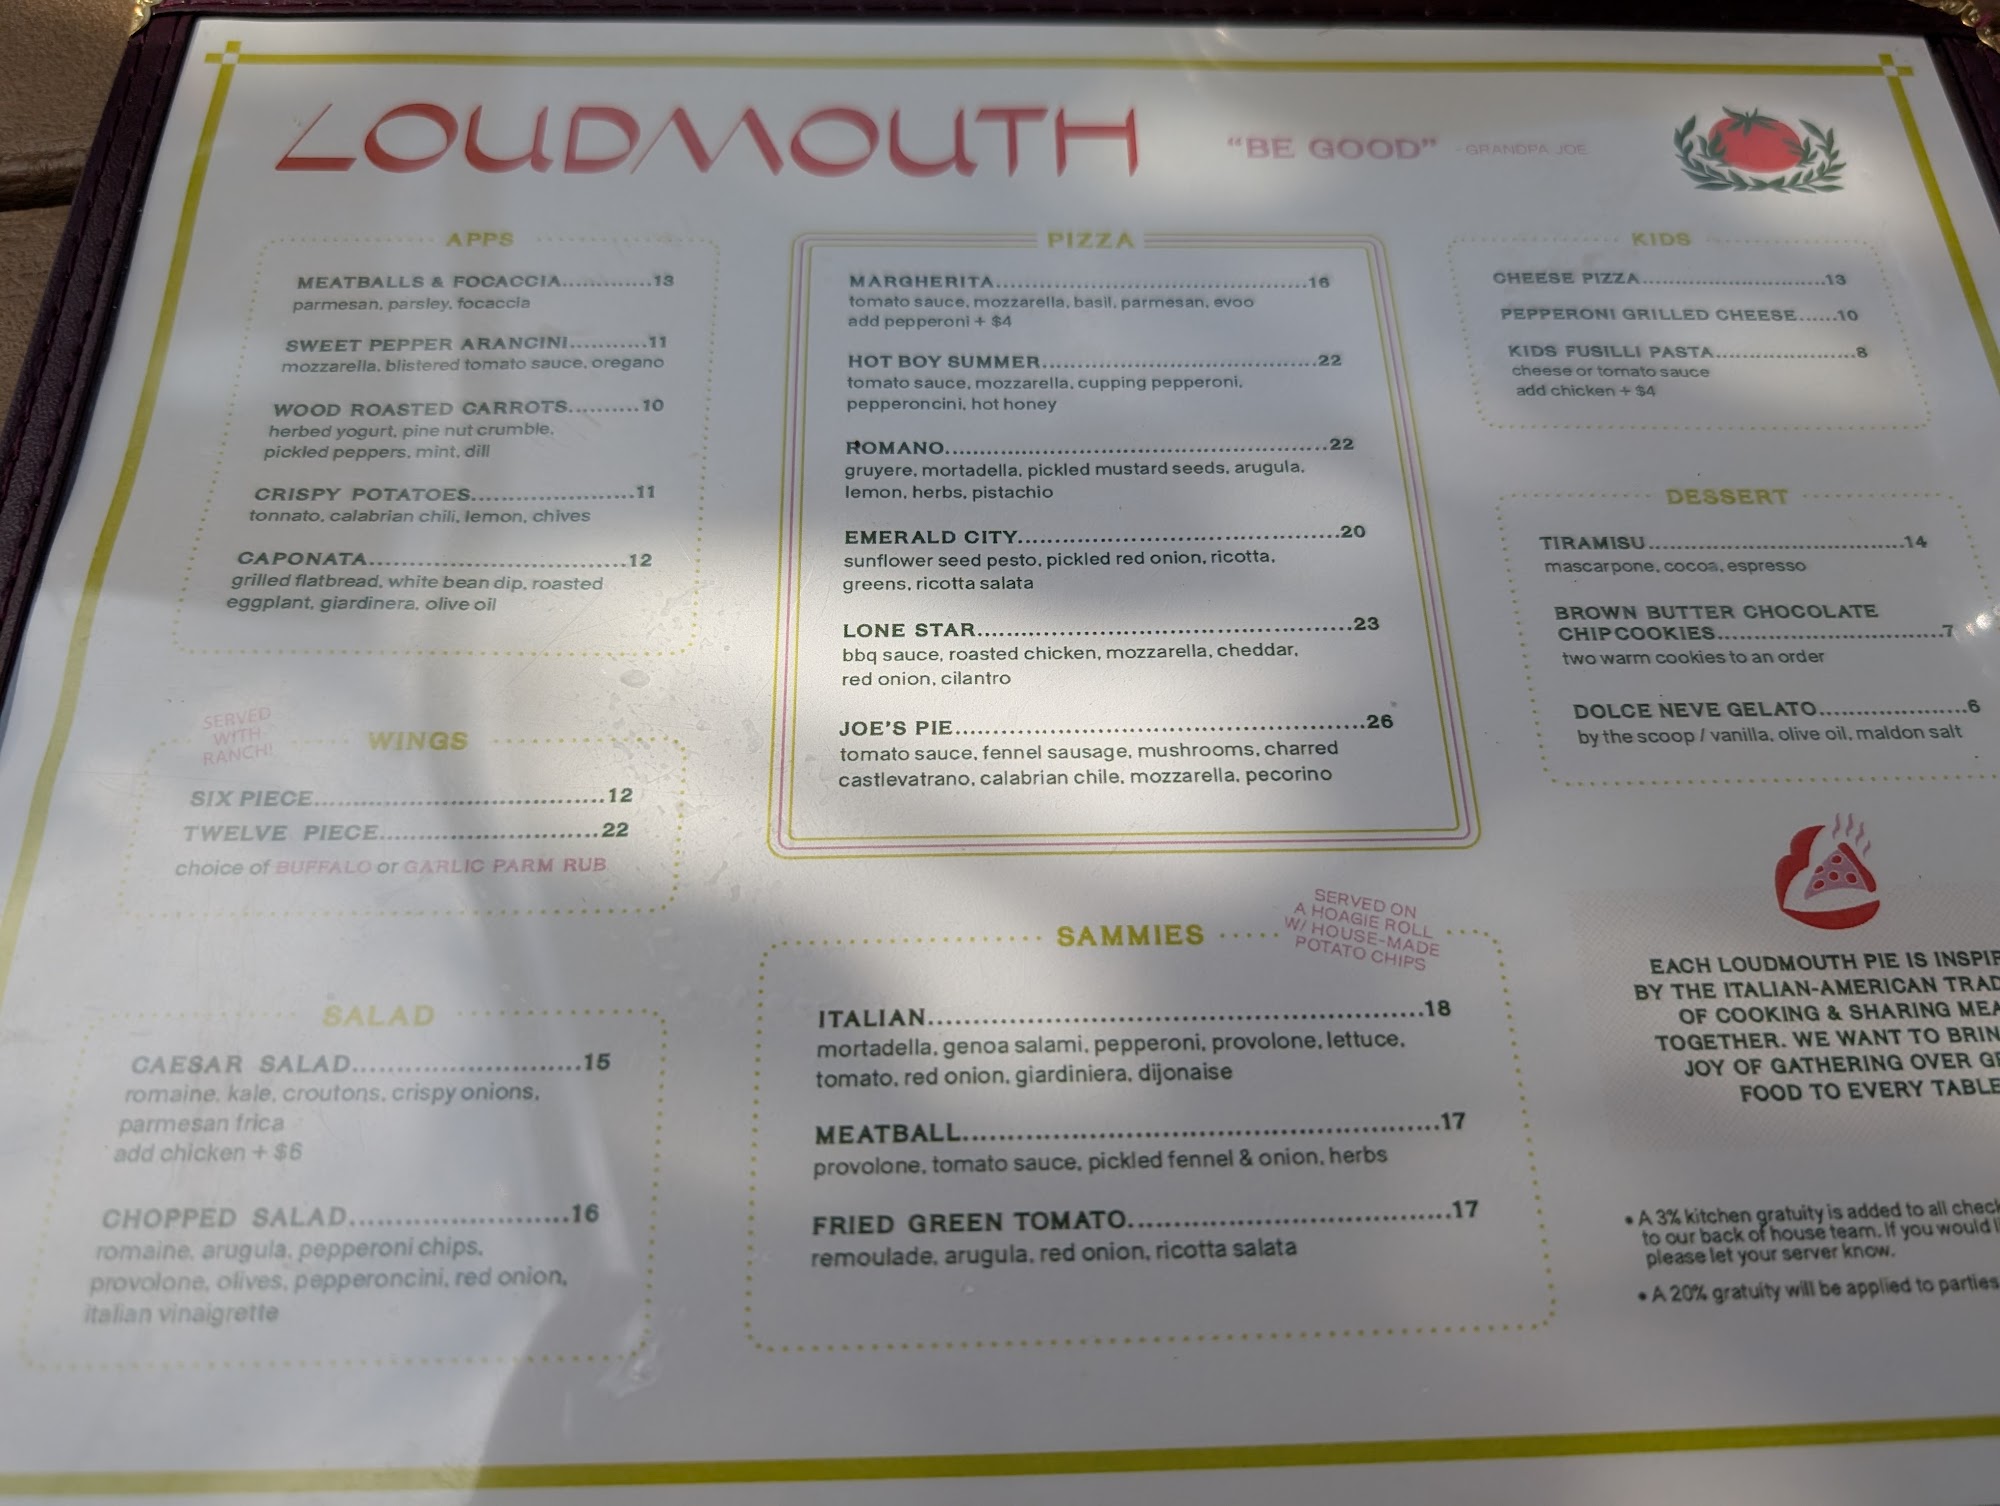 LOUDMOUTH
"BE GOOD" - GRANDPA JOE
APPS
MEATBALLS & FOCACCIA.............13
parmesan, parsley, focaccia
SWEET PEPPER ARANCINI...........11
mozzarella, blistered tomato sauce, oregano
WOOD ROASTED CARROTS..........10
herbed yogurt, pine nut crumble,
pickled peppers, mint, dill
CRISPY POTATOES.......................11
tonnato, calabrian chili, lemon, chives
CAPONATA....................................12
grilled flatbread, white bean dip, roasted
eggplant, giardinera, olive oil
SERVED
WITH
RANCH!
WINGS
SIX PIECE.......................................12
TWELVE PIECE.............................22
choice of BUFFALO or GARLIC PARM RUB
SALAD
CAESAR SALAD.............................15
romaine, kale, croutons, crispy onions,
parmesan frica
add chicken + $6
CHOPPED SALAD..........................16
romaine, arugula, pepperoni chips,
provolone, olives, pepperoncini, red onion,
italian vinaigrette
PIZZA
MARGHERITA..............................................16
tomato sauce, mozzarella, basil, parmesan, evoo
add pepperoni + $4
HOT BOY SUMMER.......................................22
tomato sauce, mozzarella, cupping pepperoni,
pepperoncini, hot honey
ROMANO......................................................22
gruyere, mortadella, pickled mustard seeds, arugula,
lemon, herbs, pistachio
EMERALD CITY.............................................20
sunflower seed pesto, pickled red onion, ricotta,
greens, ricotta salata
LONE STAR...................................................23
bbq sauce, roasted chicken, mozzarella, cheddar,
red onion, cilantro
JOE'S PIE.......................................................26
tomato sauce, fennel sausage, mushrooms, charred
castlevatrano, calabrian chile, mozzarella, pecorino
SAMMIES
SERVED ON
A HOAGIE ROLL
W/ HOUSE-MADE
POTATO CHIPS
ITALIAN............................................................18
mortadella, genoa salami, pepperoni, provolone, lettuce,
tomato, red onion, giardiniera, dijonaise
MEATBALL.........................................................17
provolone, tomato sauce, pickled fennel & onion, herbs
FRIED GREEN TOMATO.......................................17
remoulade, arugula, red onion, ricotta salata
KIDS
CHEESE PIZZA.............................13
PEPPERONI GRILLED CHEESE......10
KIDS FUSILLI PASTA......................8
cheese or tomato sauce
add chicken + $4
DESSERT
TIRAMISU.......................................14
mascarpone, cocoa, espresso
BROWN BUTTER CHOCOLATE
CHIP COOKIES..................................7
two warm cookies to an order
DOLCE NEVE GELATO......................6
by the scoop / vanilla, olive oil, maldon salt
EACH LOUDMOUTH PIE IS INSPIR
BY THE ITALIAN-AMERICAN TRAD
OF COOKING & SHARING MEA
TOGETHER. WE WANT TO BRIN
JOY OF GATHERING OVER G
FOOD TO EVERY TABLE
• A 3% kitchen gratuity is added to all check
to our back of house team. If you would li
please let your server know.
• A 20% gratuity will be applied to parties